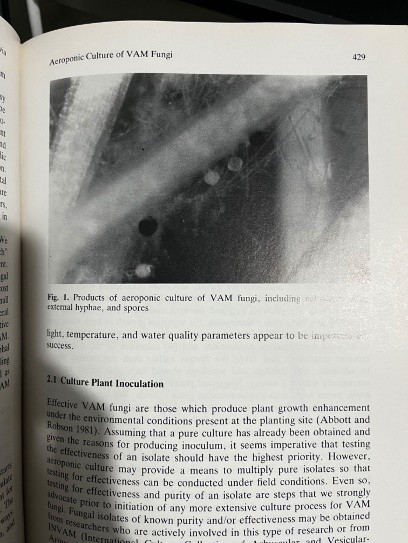 Aeroponic Culture of VAM Fungi
429
Fig. 1. Products of aeroponic culture of VAM fungi, including
external hyphae, and spores
light, temperature, and water quality parameters appear to be
success.
2.1 Culture Plant Inoculation
Effective VAM fungi are those which produce plant growth enhancement
under the environmental conditions present at the planting site (Abbott and
Robson 1981). Assuming that a pure culture has already been obtained and
given the reasons for producing inoculum, it seems imperative that testing
the effectiveness of an isolate should have the highest priority. However,
aeroponic culture may provide a means to multiply pure isolates so that
testing for effectiveness can be conducted under field conditions. Even so,
testing for effectiveness and purity of an isolate are steps that we strongly
advocate prior to initiation of any more extensive culture process for VAM
fungi. Fungal isolates of known purity and/or effectiveness may be obtained
from researchers who are actively involved in this type of research or from
INVAM (International Culture Collection of Arbuscular and Vesicular-